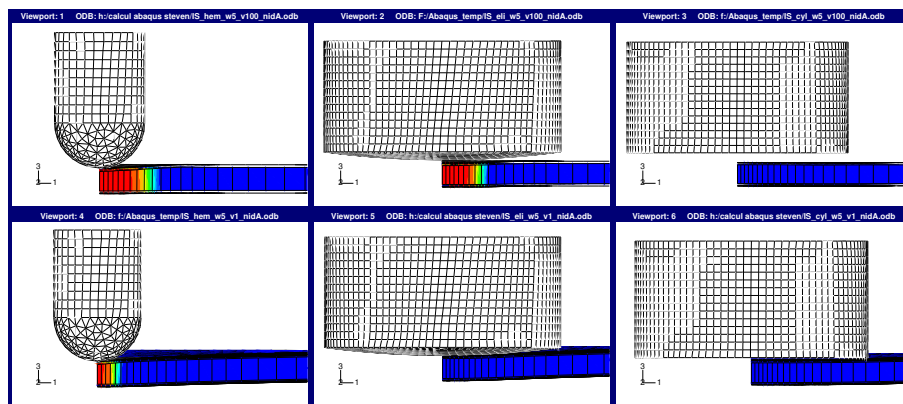 Viewport: 1 ODB: h:/calcul abaqus steven/IS_hem_w5_v100_nidA.odb
Viewport: 2 ODB: F:/Abaqus_temp/IS_eli_w5_v100_nidA.odb
Viewport: 3 ODB: f:/Abaqus_temp/IS_cyl_w5_v100_nidA.odb
3
2 1
3
2 1
3
2 1
Viewport: 4 ODB: f:/Abaqus_temp/IS_hem_w5_v1_nidA.odb
Viewport: 5 ODB: h:/calcul abaqus steven/IS_eli_w5_v1_nidA.odb
Viewport: 6 ODB: h:/calcul abaqus steven/IS_cyl_w5_v1_nidA.odb
3
2 1
3
2 1
3
2 1